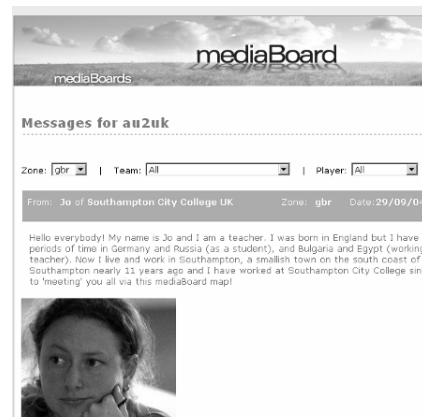 mediaBoard
mediaBoards
Messages for au2uk
Zone: gbr | Team: All | Player: All
From: Jo of Southampton City College UK Zone: gbr Date:29/09/04
Hello everybody! My name is Jo and I am a teacher. I was born in England but I have
periods of time in Germany and Russia (as a student), and Bulgaria and Egypt (working
teacher). Now I live and work in Southampton, a smallish town on the south coast of
Southampton nearly 11 years ago and I have worked at Southampton City College sin
to 'meeting' you all via this mediaBoard map!